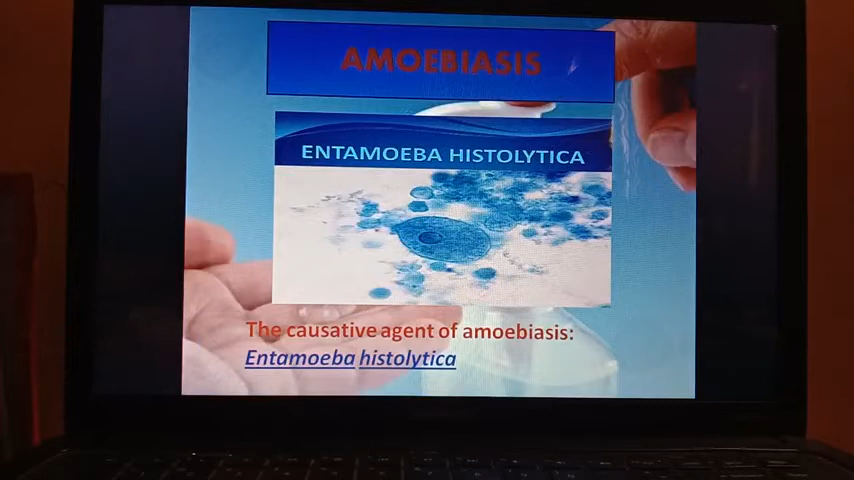 AMOEBIASIS
ENTAMOEBA HISTOLYTICA
The causative agent of amoebiasis:
Entamoeba histolytica